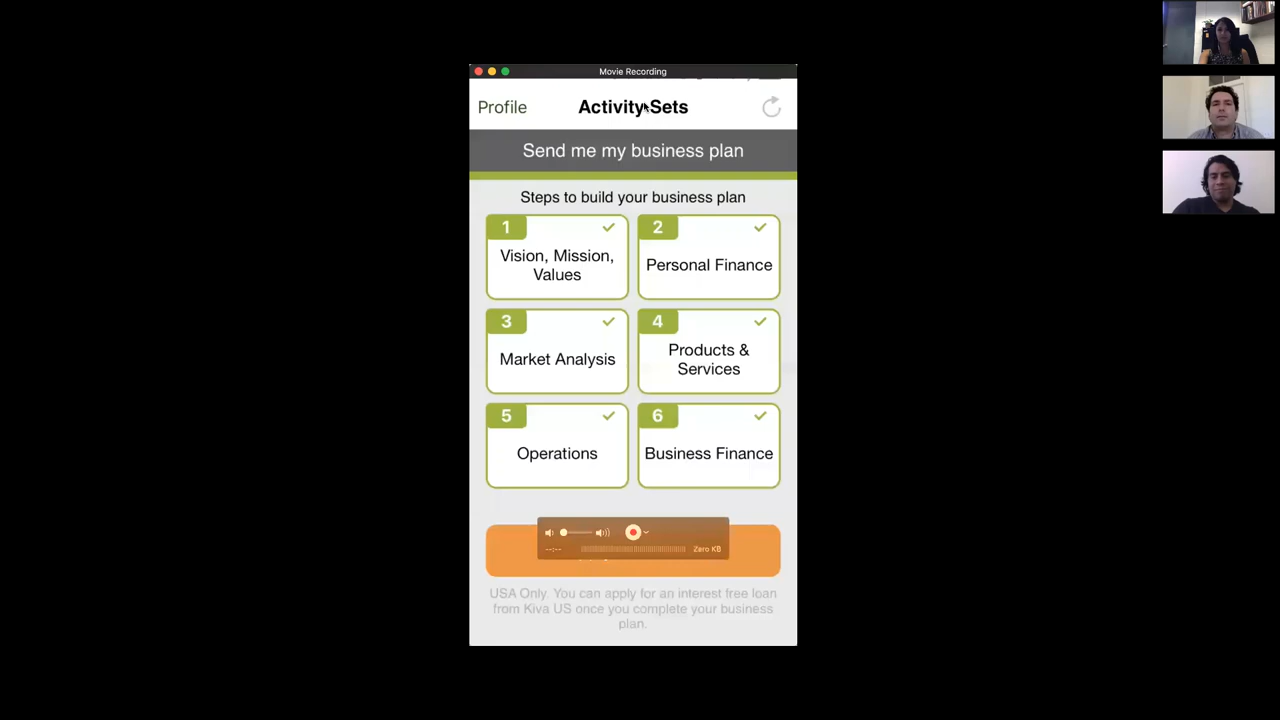 Movie Recording
Profile
Activity Sets
Send me my business plan
Steps to build your business plan
1
Vision, Mission,
Values
2
Personal Finance
3
Market Analysis
4
Products &
Services
5
Operations
6
Business Finance
--:--
Zero KB
USA Only. You can apply for an interest free loan
from Kiva US once you complete your business
plan.